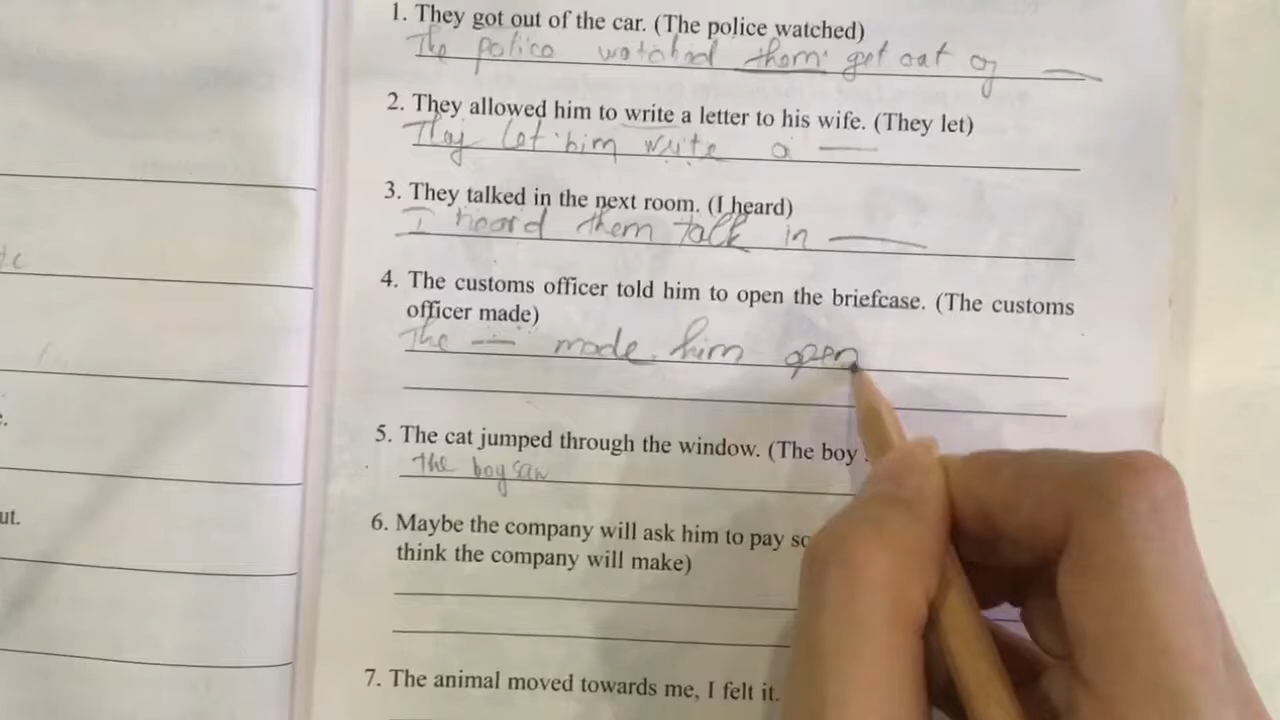 1. They got out of the car. (The police watched)
The police watched them get out of
2. They allowed him to write a letter to his wife. (They let)
They let him write a
3. They talked in the next room. (I heard)
I heard them talk in
4. The customs officer told him to open the briefcase. (The customs
officer made)
The made him open
5. The cat jumped through the window. (The boy
The boy saw
6. Maybe the company will ask him to pay so
think the company will make)
7. The animal moved towards me, I felt it.
ut.